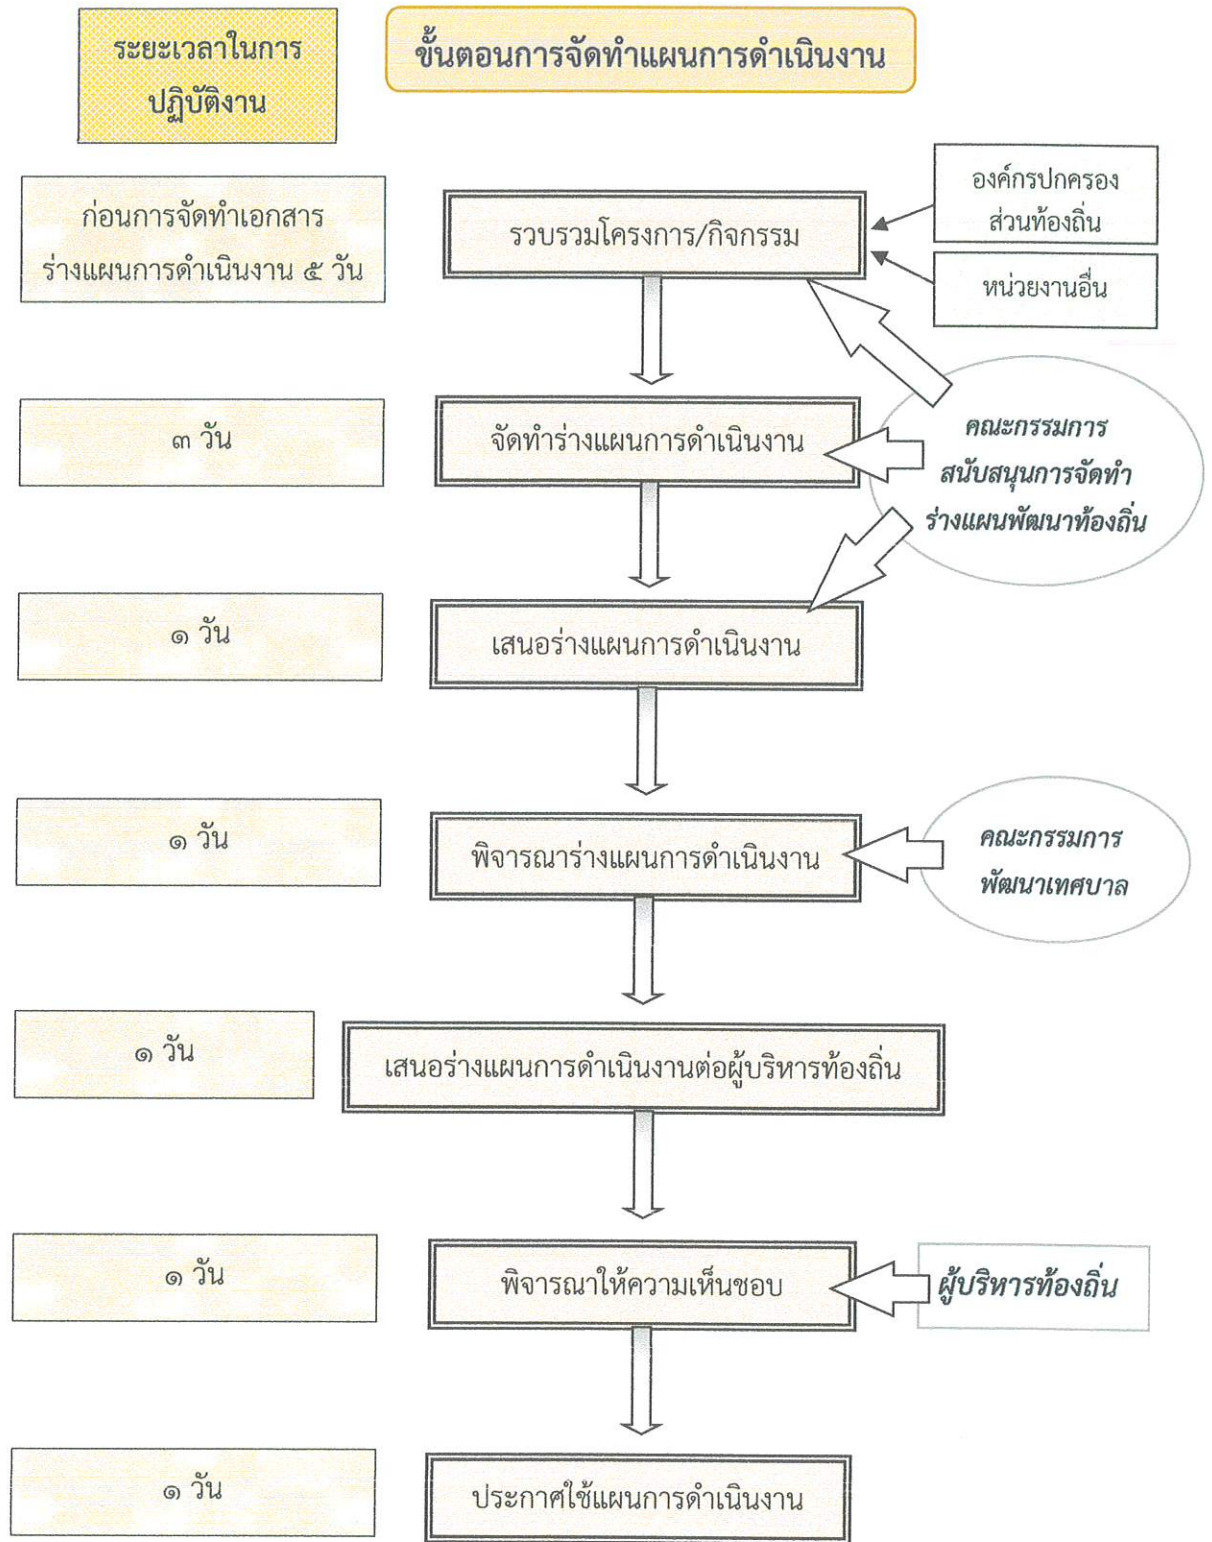 ระยะเวลาในการ
ปฏิบัติงาน
ขั้นตอนการจัดทำแผนการดำเนินงาน
ก่อนการจัดทำเอกสาร
ร่างแผนการดำเนินงาน ๕ วัน
รวบรวมโครงการ/กิจกรรม
องค์กรปกครอง
ส่วนท้องถิ่น
หน่วยงานอื่น
๓ วัน
จัดทำร่างแผนการดำเนินงาน
คณะกรรมการ
สนับสนุนการจัดทำ
ร่างแผนพัฒนาท้องถิ่น
๑ วัน
เสนอร่างแผนการดำเนินงาน
๑ วัน
พิจารณาร่างแผนการดำเนินงาน
คณะกรรมการ
พัฒนาเทศบาล
๑ วัน
เสนอร่างแผนการดำเนินงานต่อผู้บริหารท้องถิ่น
๑ วัน
พิจารณาให้ความเห็นชอบ
ผู้บริหารท้องถิ่น
๑ วัน
ประกาศใช้แผนการดำเนินงาน